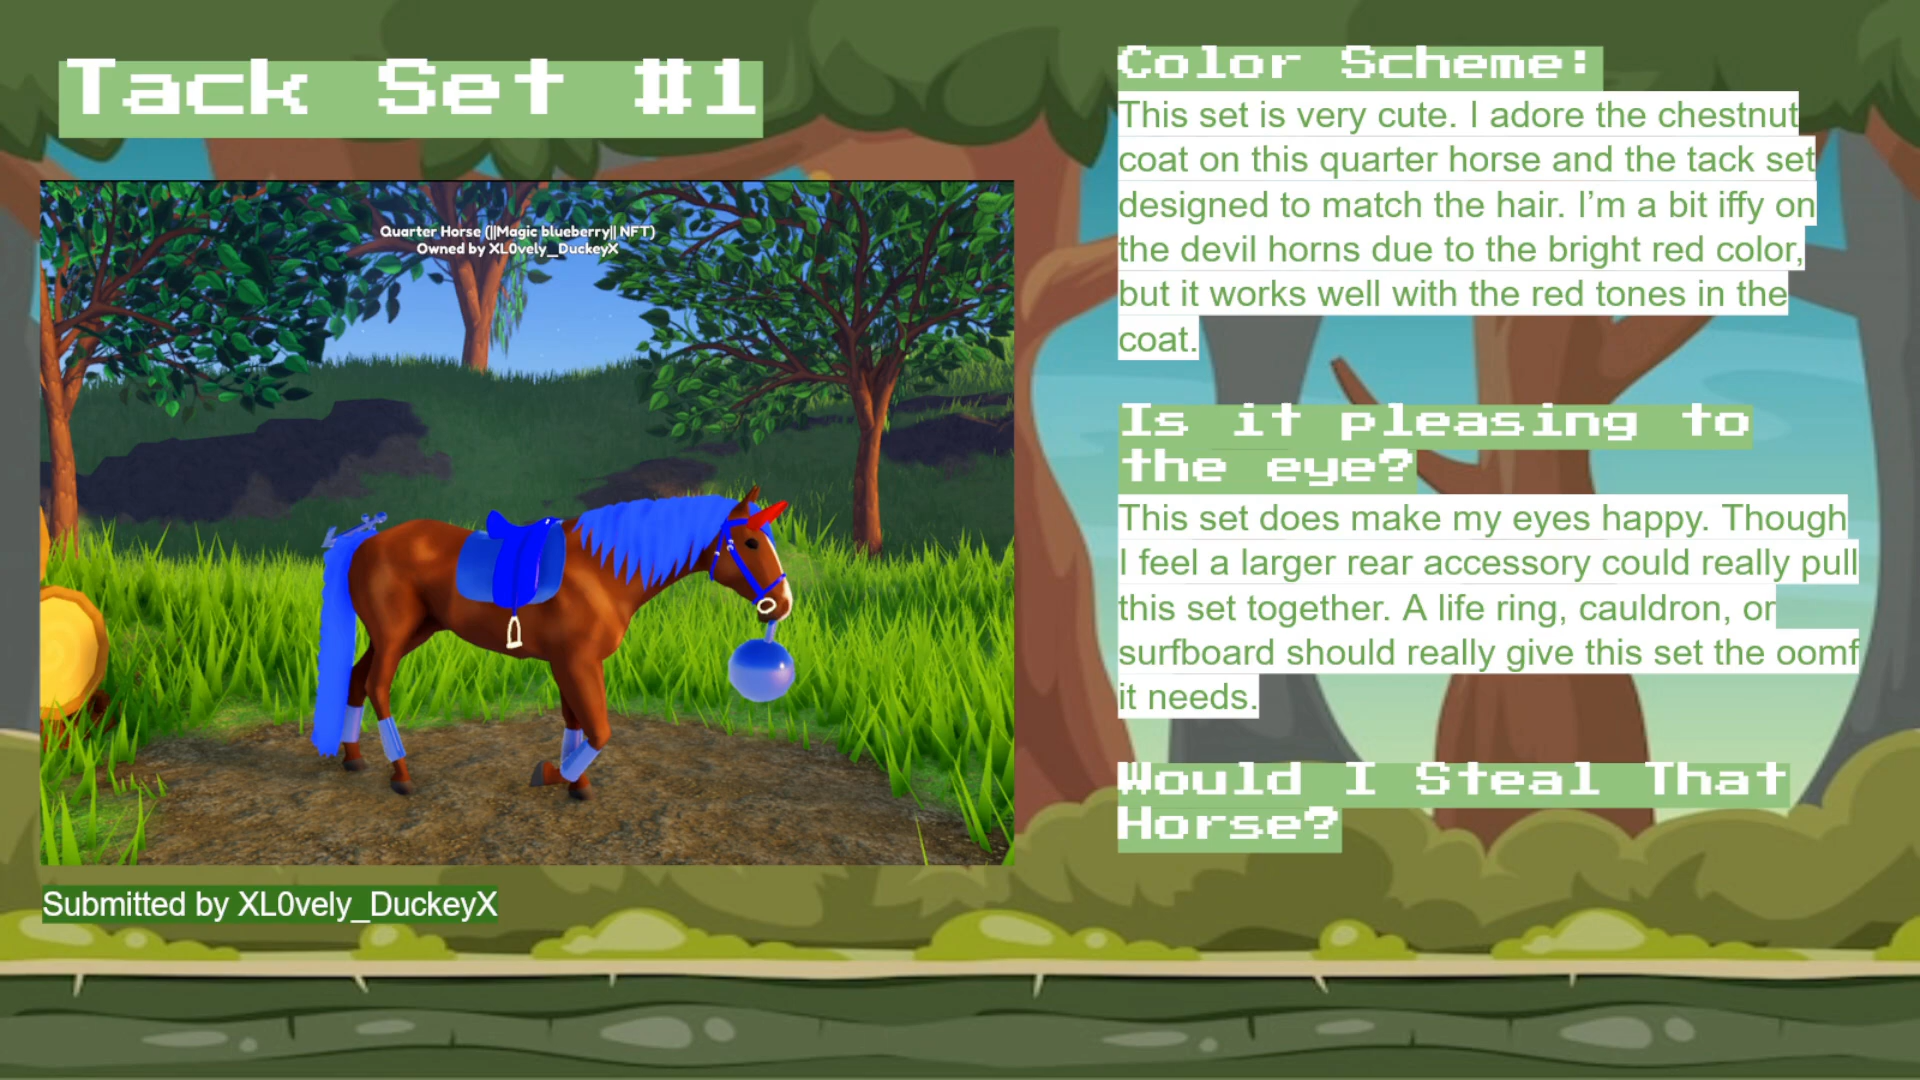 Tack Set #1
Quarter Horse (||Magic blueberry|| NFT)
Owned by XL0vely_DuckeyX
Submitted by XL0vely_DuckeyX
Color Scheme:
This set is very cute. I adore the chestnut
coat on this quarter horse and the tack set
designed to match the hair. I’m a bit iffy on
the devil horns due to the bright red color,
but it works well with the red tones in the
coat.
Is it pleasing to
the eye?
This set does make my eyes happy. Though
I feel a larger rear accessory could really pull
this set together. A life ring, cauldron, or
surfboard should really give this set the oomf
it needs.
Would I Steal That
Horse?